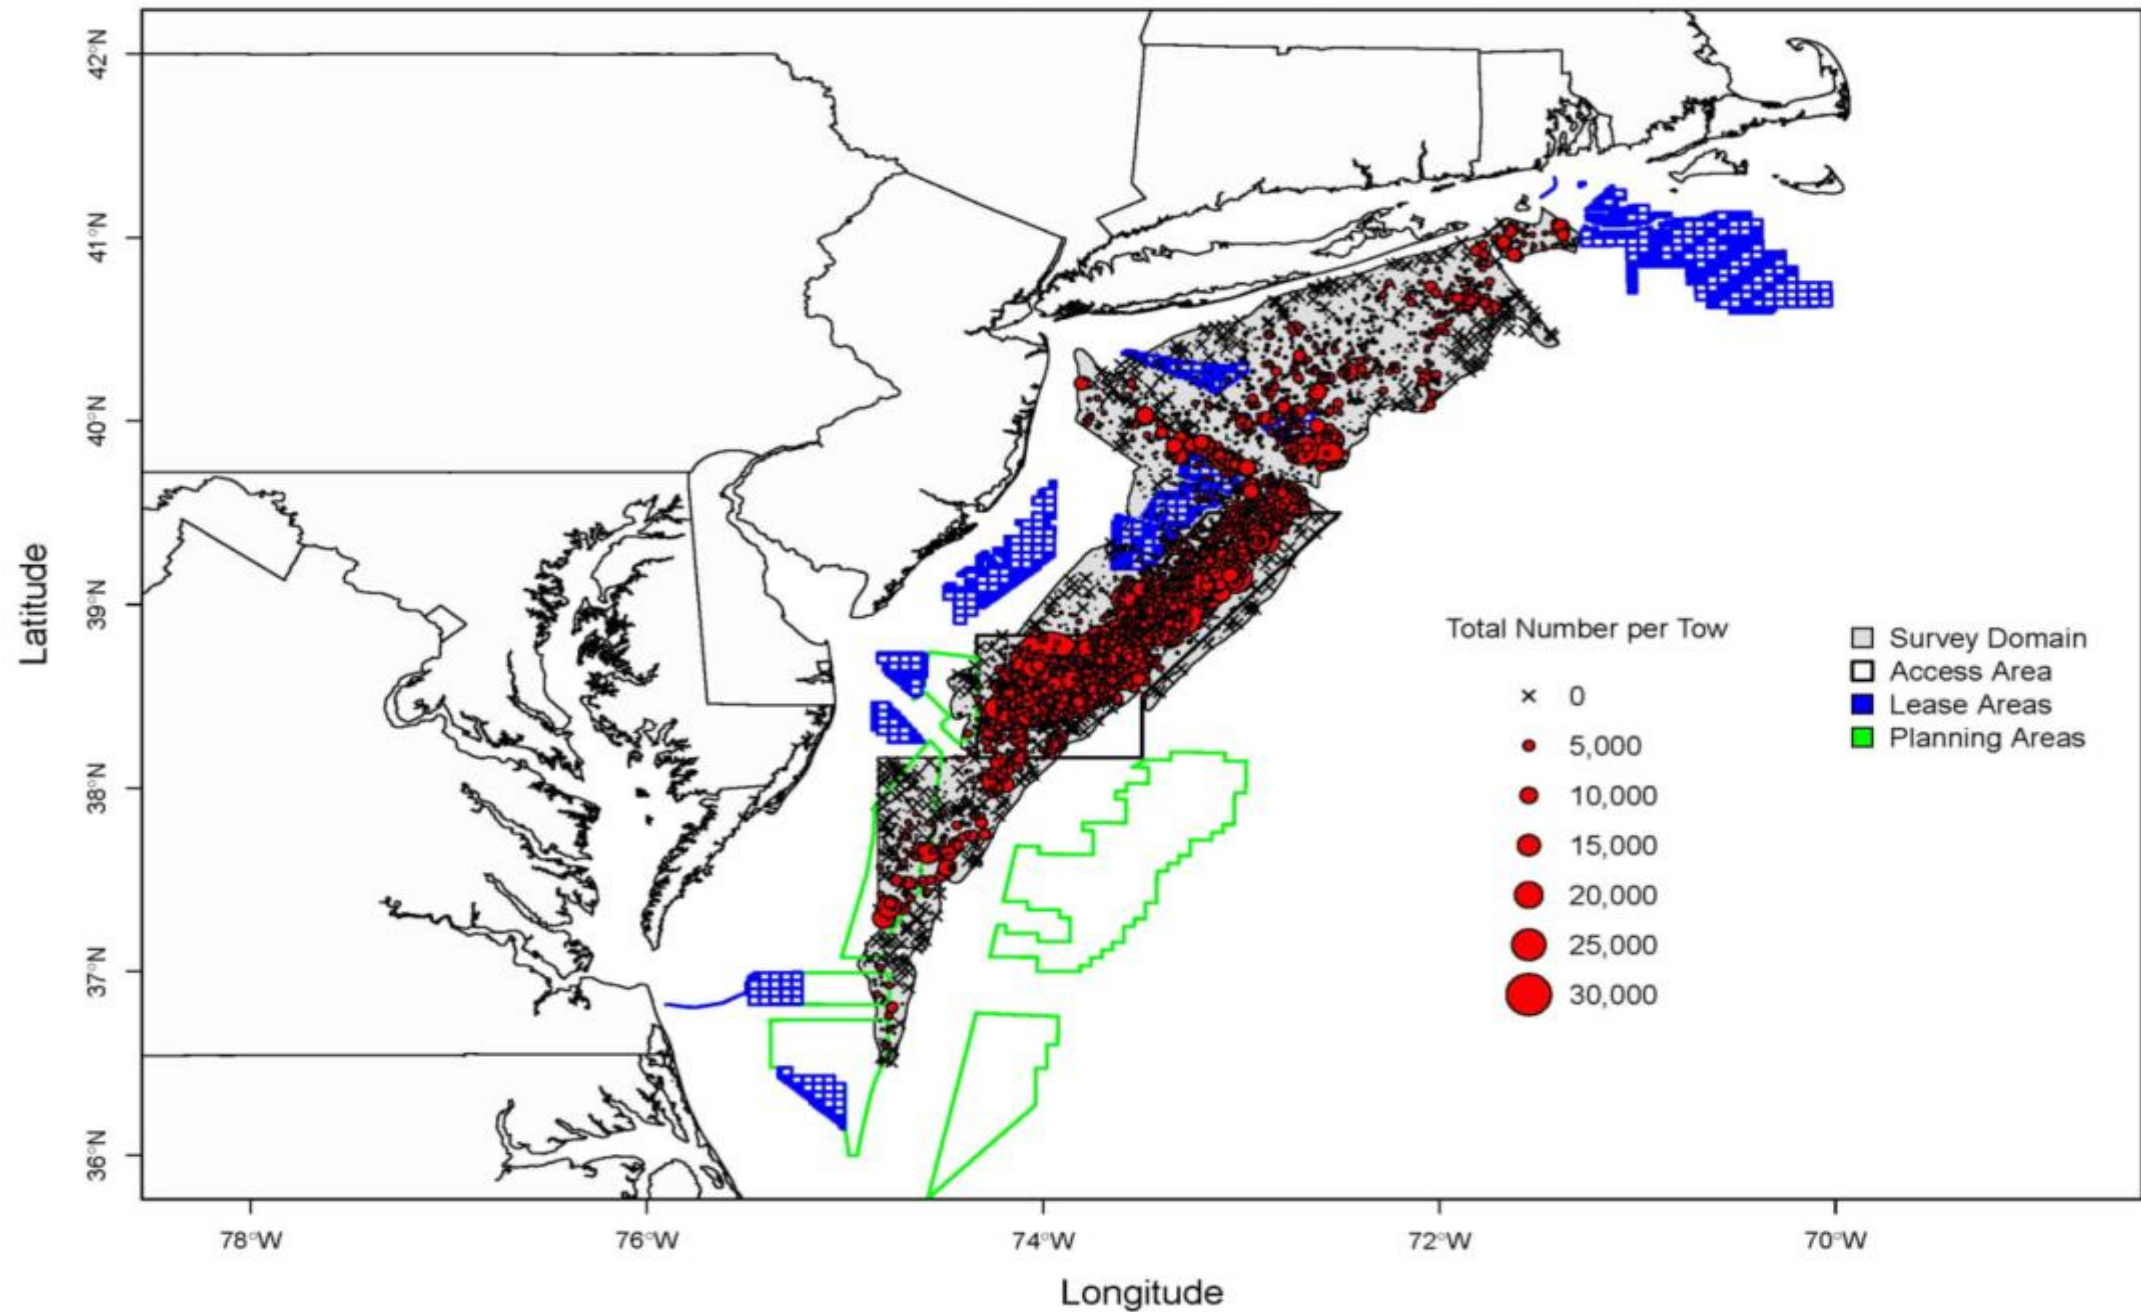 42°N
41°N
40°N
39°N
38°N
37°N
36°N
Latitude
78°W
76°W
74°W
72°W
70°W
Longitude
Total Number per Tow
0
5,000
10,000
15,000
20,000
25,000
30,000
Survey Domain
Access Area
Lease Areas
Planning Areas